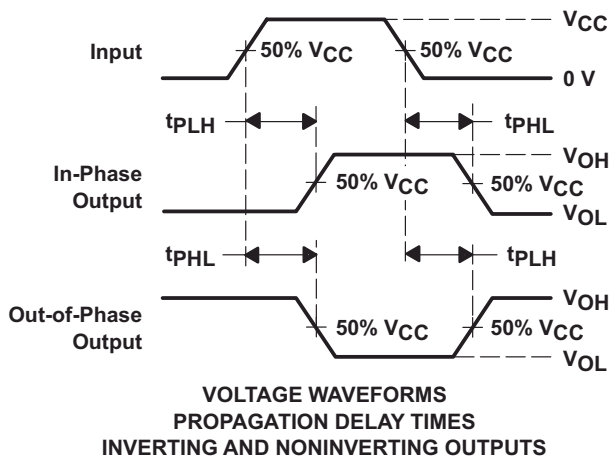 VCC
Input
50% VCC
50% VCC
0 V
tPLH
tPHL
VOH
In-Phase
Output
50% VCC
50% VCC
VOL
tPHL
tPLH
VOH
Out-of-Phase
Output
50% VCC
50% VCC
VOL
VOLTAGE WAVEFORMS
PROPAGATION DELAY TIMES
INVERTING AND NONINVERTING OUTPUTS